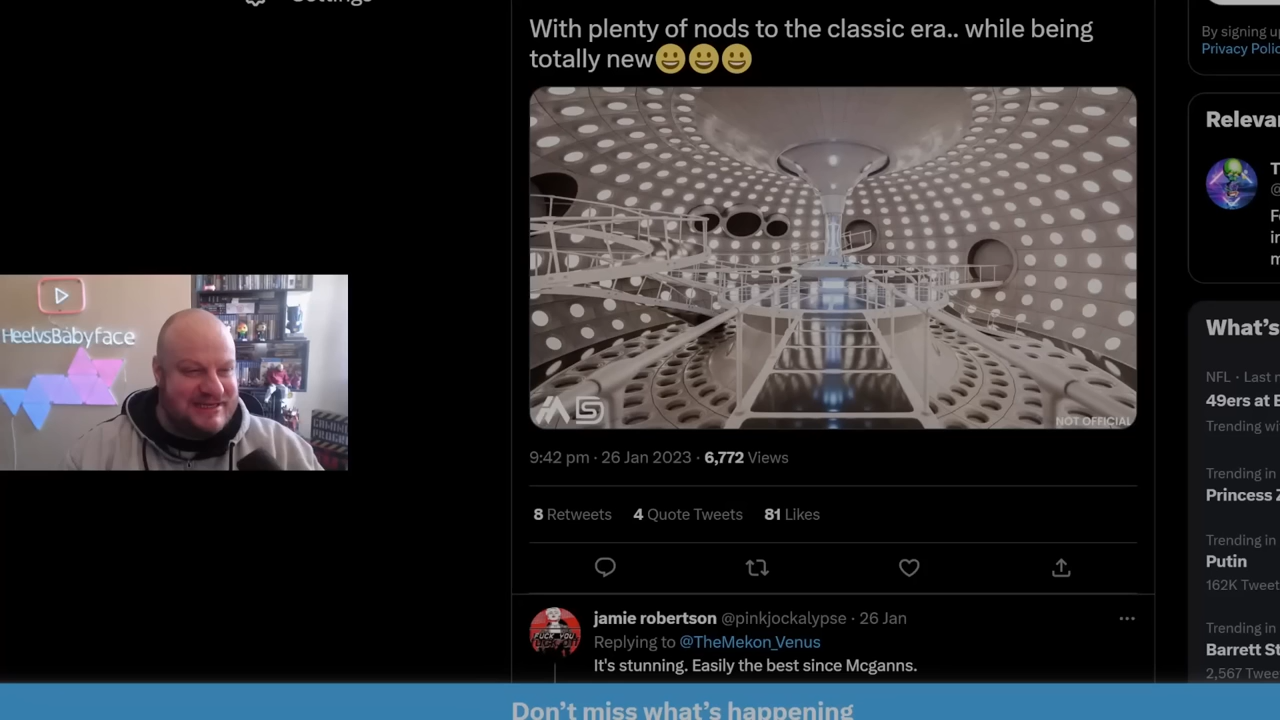 Settings
With plenty of nods to the classic era.. while being
totally new😀😀😀
NOT OFFICIAL
9:42 pm · 26 Jan 2023 · 6,772 Views
8 Retweets 4 Quote Tweets 81 Likes
jamie robertson @pinkjockalypse · 26 Jan
Replying to @TheMekon_Venus
It's stunning. Easily the best since Mcganns.
Don't miss what's happening
HeelvsBabyface
By signing up
Privacy Polic
Releva
T
@
F
in
m
What's
NFL · Last n
49ers at E
Trending wi
Trending in
Princess Z
Trending in
Putin
162K Tweet
Trending in
Barrett St
2,567 Twee